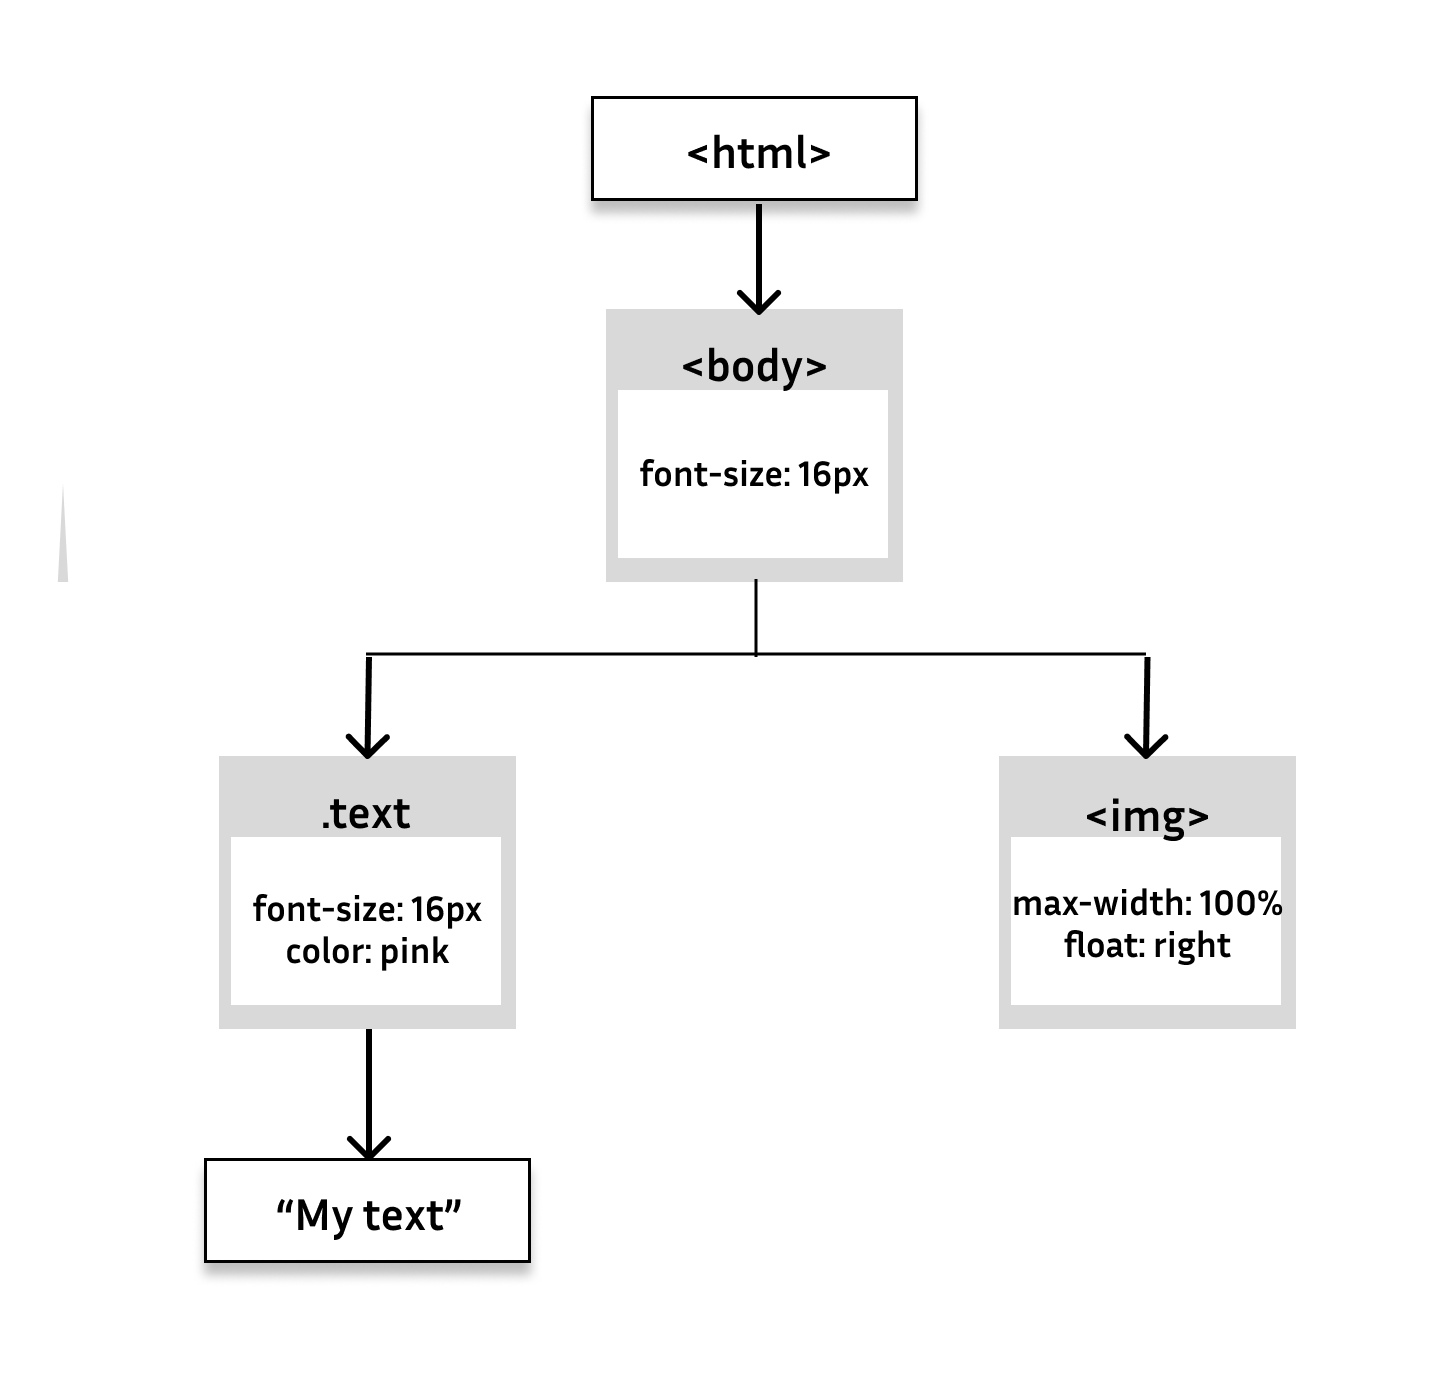 <html>
<body>
font-size: 16px
.text
font-size: 16px
color: pink
<img>
max-width: 100%
float: right
“My text”